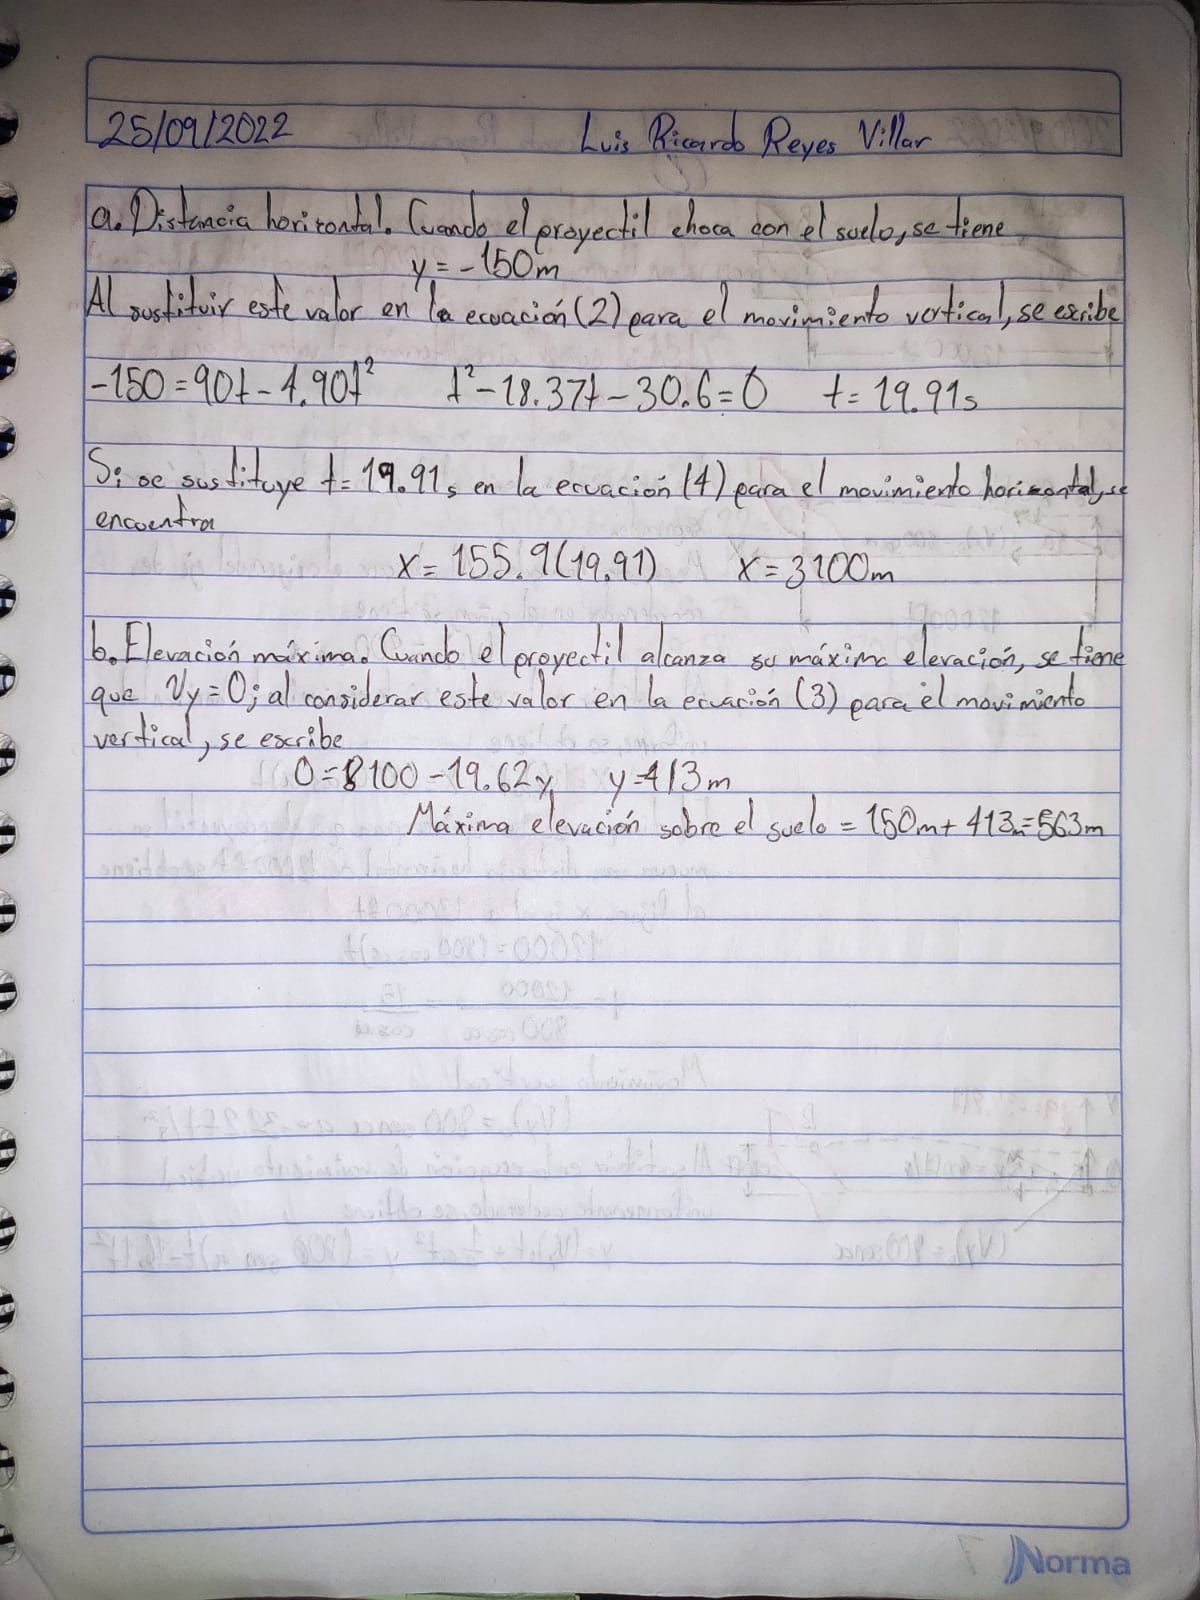 25/09/2022 Luis Ricardo Reyes Villar
a. Distancia horizontal. Cuando el proyectil choca con el suelo, se tiene
y = -150m
Al sustituir este valor en la ecuación (2) para el movimiento vertical, se escribe
-150 = 90t - 4.90t² t² - 18.37t - 30.6 = 0 t = 19.91s
Si se sustituye t = 19.91s en la ecuación (4) para el movimiento horizontal, se
encuentra
x = 155.9(19.91) x = 3100m
b. Elevación máxima. Cuando el proyectil alcanza su máxima elevación, se tiene
que Vy = 0; al considerar este valor en la ecuación (3) para el movimiento
vertical, se escribe
0 = 8100 - 19.62y y = 413m
Máxima elevación sobre el suelo = 150m + 413m = 563m
Norma